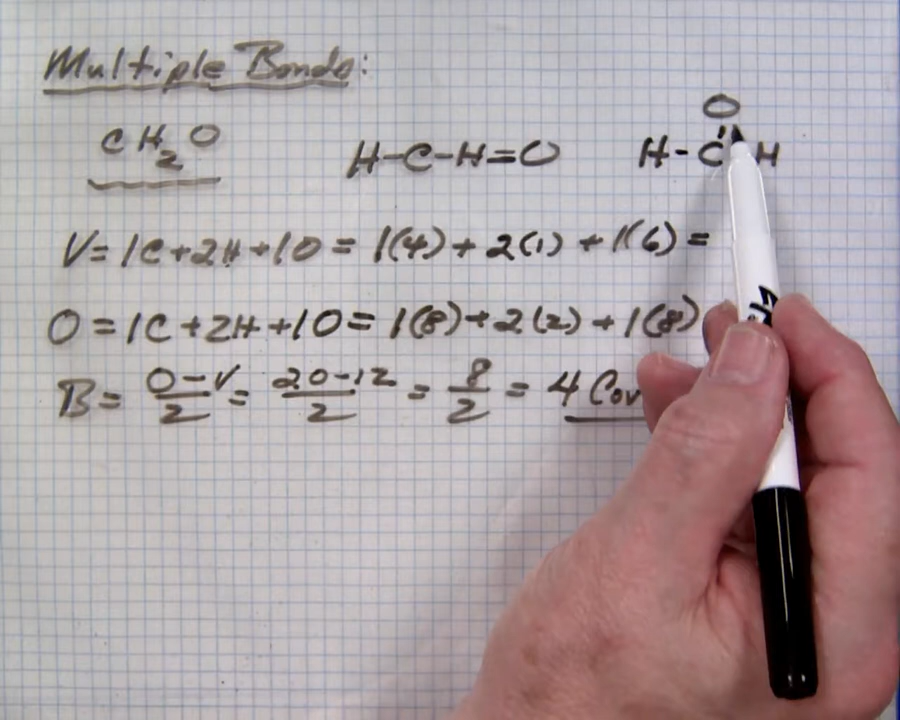 Multiple Bonds:
CH2O H-C-H=O O H-C H
V = 1C + 2H + 1O = 1(4) + 2(1) + 1(6) =
O = 1C + 2H + 1O = 1(8) + 2(2) + 1(8)
B = O-V/2 = 20-12/2 = 8/2 = 4 Cov